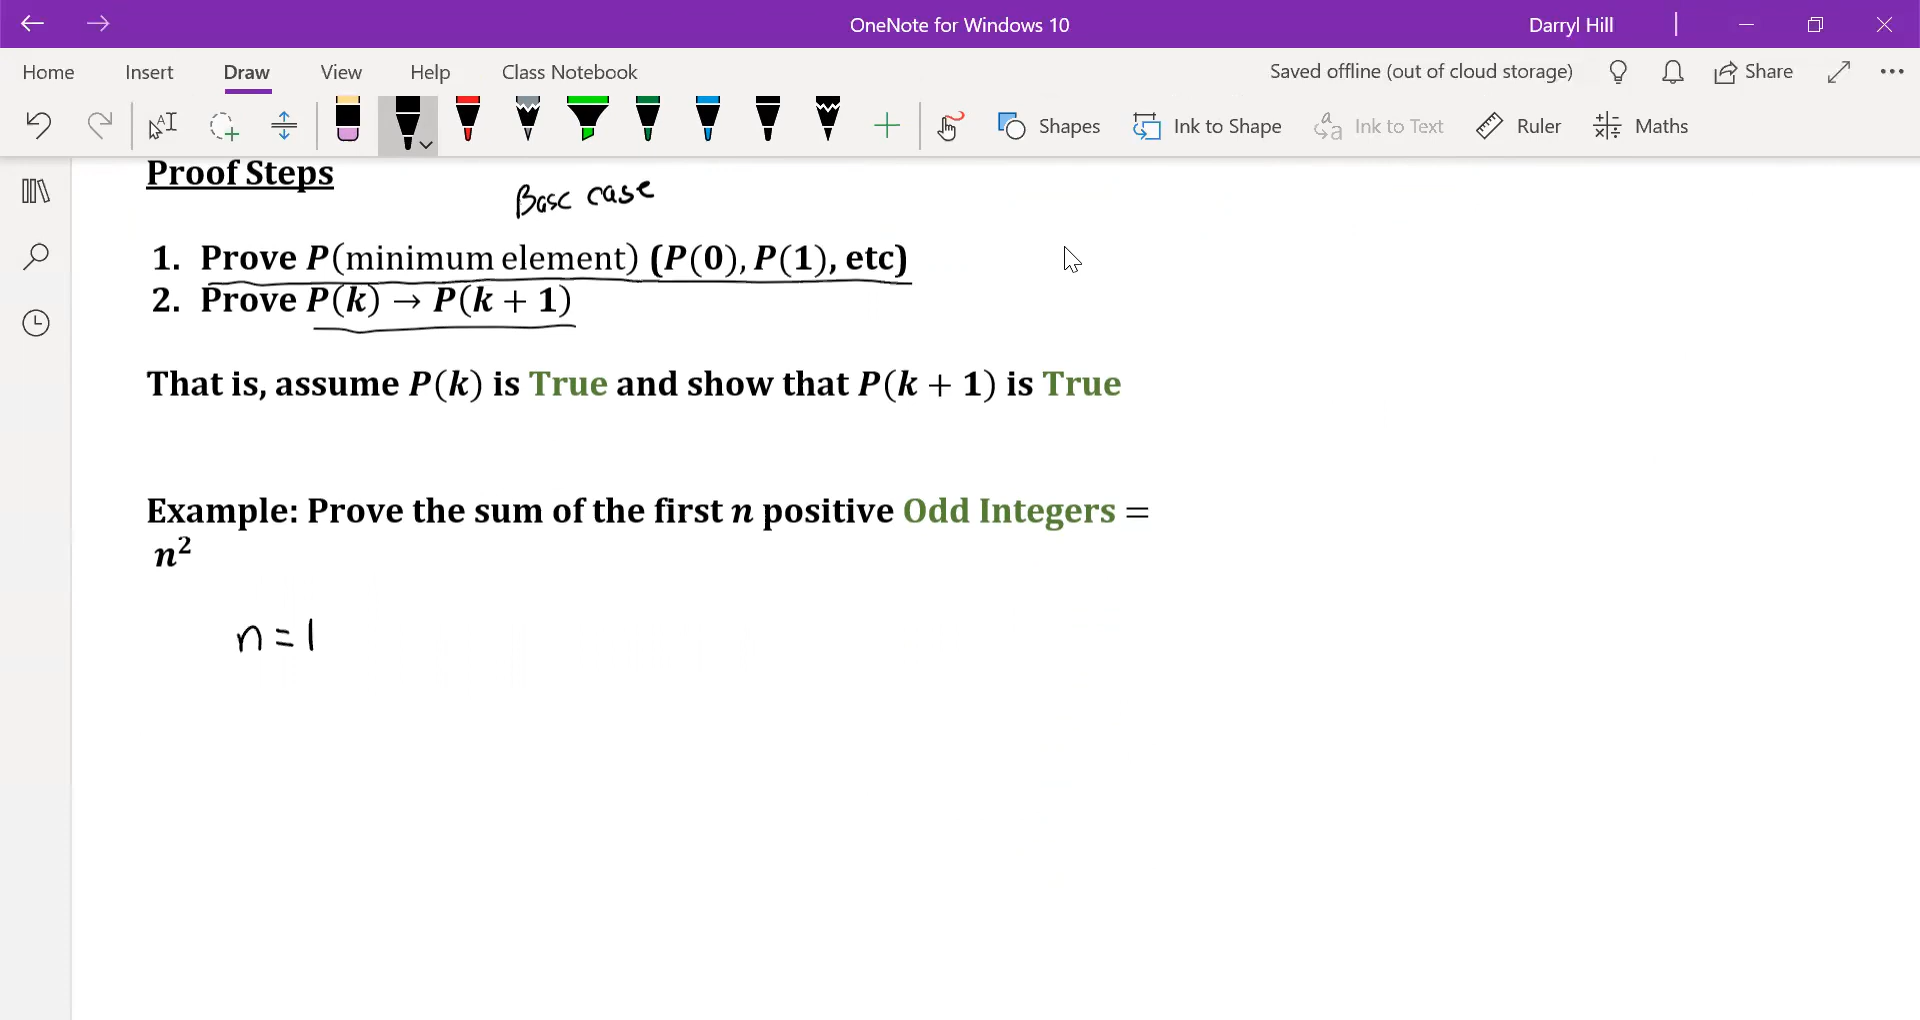 OneNote for Windows 10
Darryl Hill
Home Insert Draw View Help Class Notebook
Saved offline (out of cloud storage)
Share
Shapes Ink to Shape Ink to Text Ruler Maths
Proof Steps
Base case
1. Prove P(minimum element) (P(0), P(1), etc)
2. Prove P(k) → P(k + 1)
That is, assume P(k) is True and show that P(k + 1) is True
Example: Prove the sum of the first n positive Odd Integers =
n²
n = 1